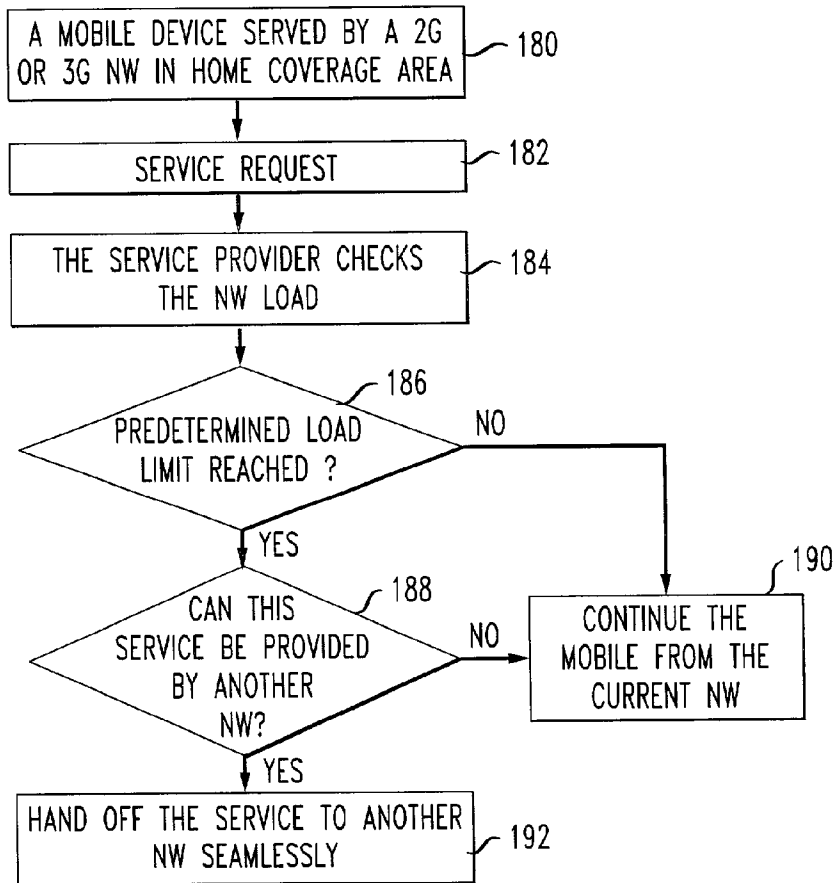 A MOBILE DEVICE SERVED BY A 2G
OR 3G NW IN HOME COVERAGE AREA
180
SERVICE REQUEST
182
THE SERVICE PROVIDER CHECKS
THE NW LOAD
184
186
PREDETERMINED LOAD
LIMIT REACHED ?
NO
YES
188
CAN THIS
SERVICE BE PROVIDED
BY ANOTHER
NW?
NO
190
CONTINUE THE
MOBILE FROM THE
CURRENT NW
YES
HAND OFF THE SERVICE TO ANOTHER
NW SEAMLESSLY
192